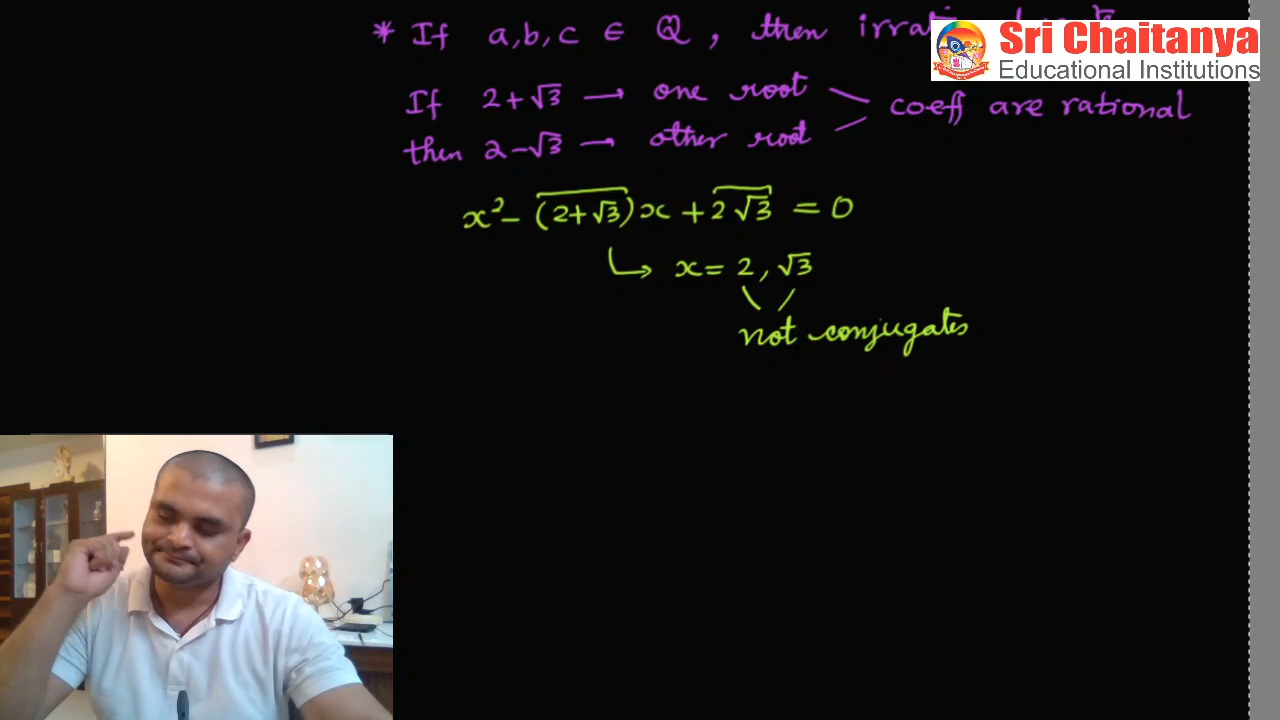 * If a, b, c ∈ Q, then
Sri Chaitanya
Educational Institutions
If 2+√3 → one root
coeff are rational
then 2-√3 → other root
x² - (2+√3)x + 2√3 = 0
↳ x = 2, √3
not conjugates